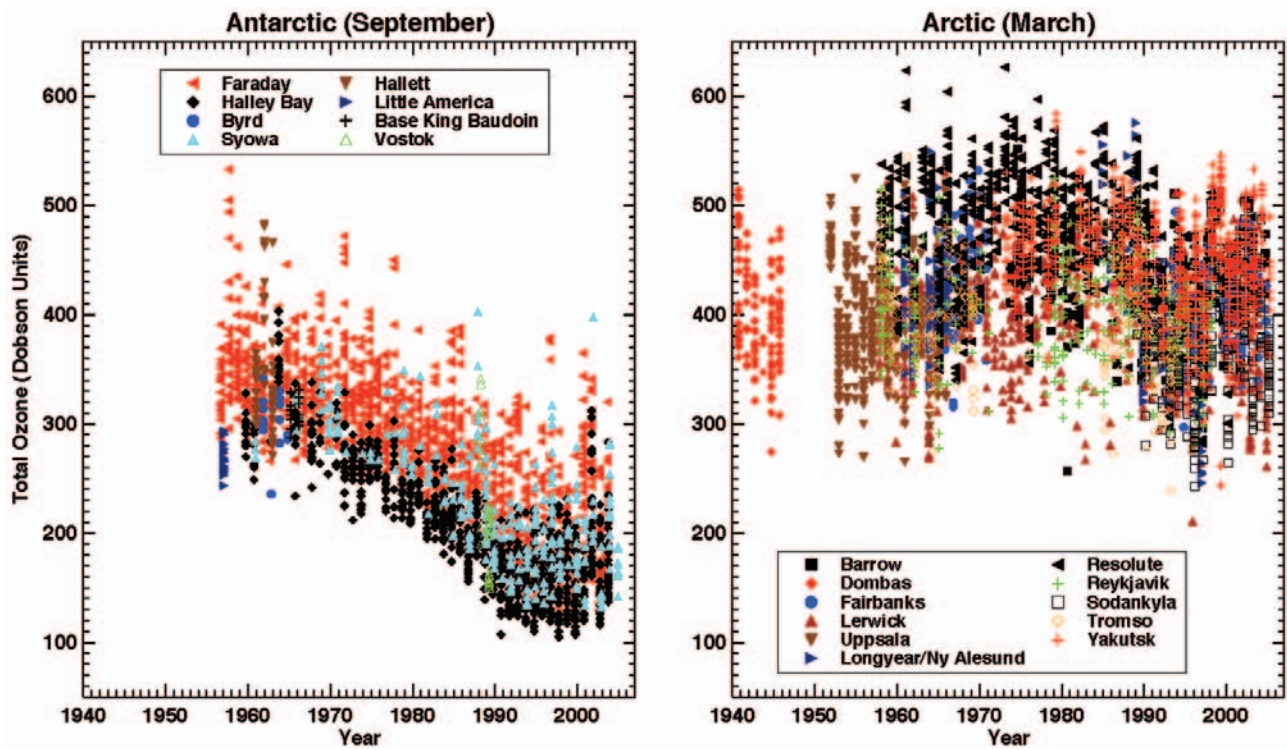 Antarctic (September)
Arctic (March)
Total Ozone (Dobson Units)
600
500
400
300
200
100
Faraday
Halley Bay
Byrd
Syowa
Hallett
Little America
Base King Baudoin
Vostok
1940 1950 1960 1970 1980 1990 2000
Year
600
500
400
300
200
100
Barrow
Dombas
Fairbanks
Lerwick
Uppsala
Longyear/Ny Alesund
Resolute
Reykjavik
Sodankyla
Tromso
Yakutsk
1940 1950 1960 1970 1980 1990 2000
Year